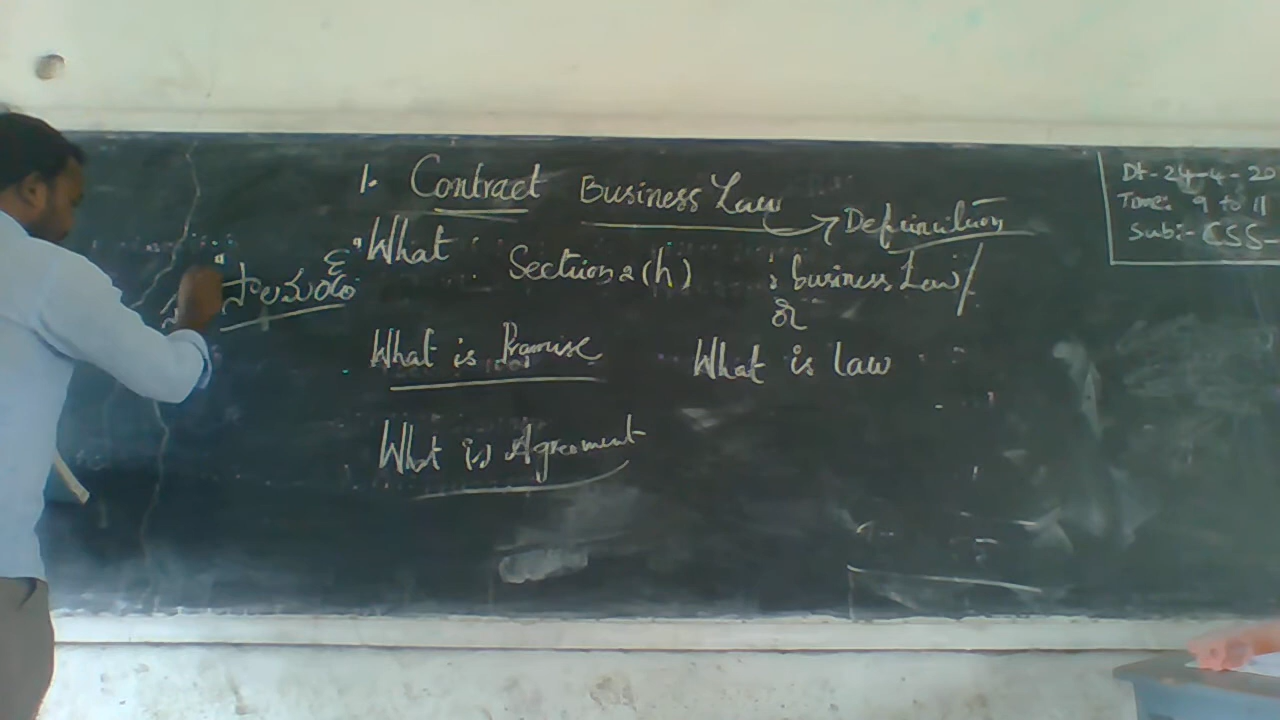 1. Contract Business Law
Definition
"What
Section 2(h) : business Law/
or
What is Promise What is law
What is Agreement
Dt-24-4-20
Time: 9 to 11
Sub:- CSS-